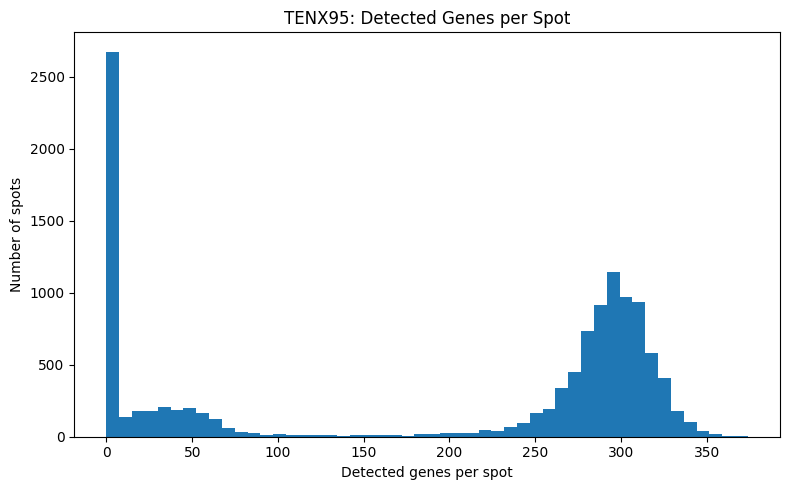 TENX95: Detected Genes per Spot
2500
2000
1500
1000
500
0
Number of spots
0 50 100 150 200 250 300 350
Detected genes per spot